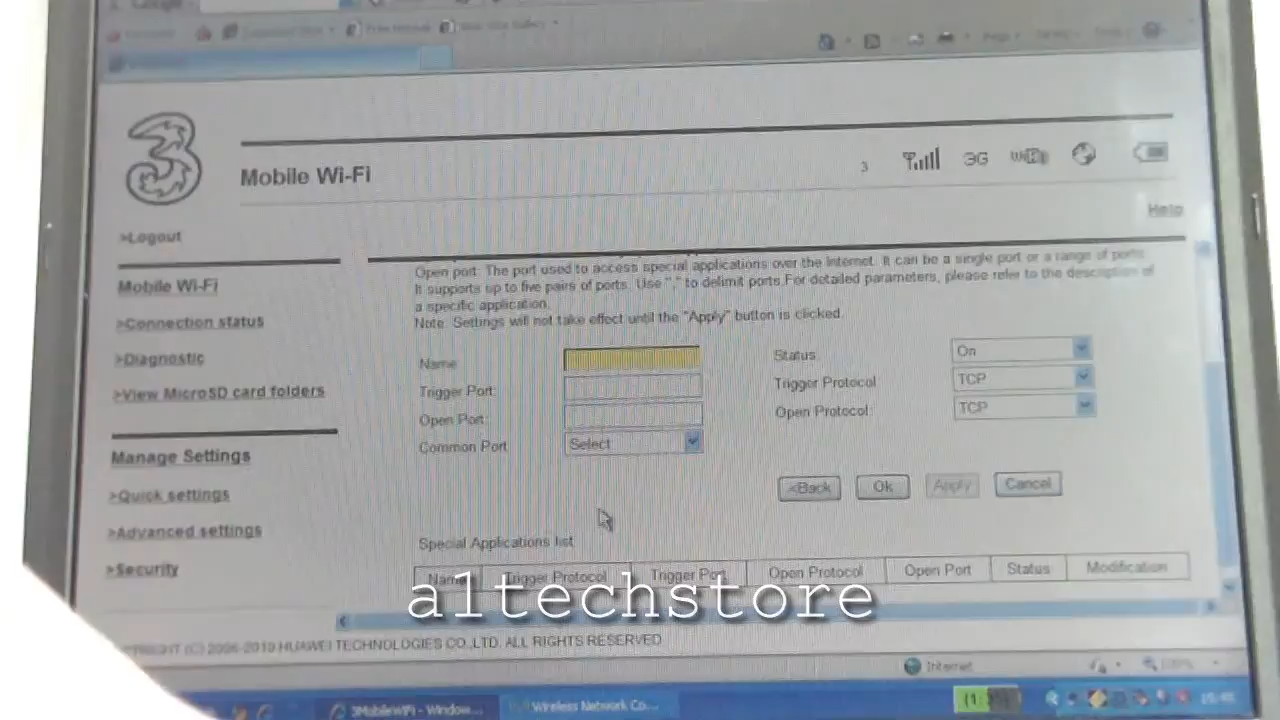 3
Mobile Wi-Fi
3
3G
Help
>Logout
Mobile Wi-Fi
>Connection status
>Diagnostic
>View MicroSD card folders
Manage Settings
>Quick settings
>Advanced settings
>Security
Open port: The port used to access special applications over the Internet. It can be a single port or a range of ports.
It supports up to five pairs of ports. Use "," to delimit ports.For detailed parameters, please refer to the description of
a specific application.
Note: Settings will not take effect until the "Apply" button is clicked.
Name Status: On
Trigger Port: Trigger Protocol TCP
Open Port: Open Protocol: TCP
Common Port Select
<Back Ok Apply Cancel
Special Applications list
Name Trigger Protocol Trigger Port Open Protocol Open Port Status Modification
a1techstore
(C) HUAWEI TECHNOLOGIES CO.,LTD. ALL RIGHTS RESERVED
Internet
3MobileWiFi - Window... Wireless Network Co...